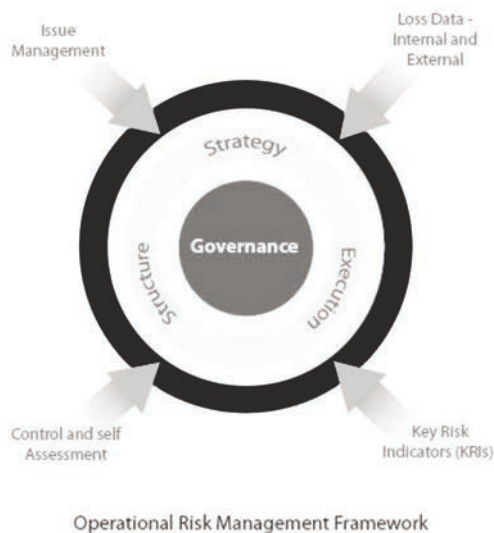 Issue
Management
Loss Data -
Internal and
External
Strategy
Governance
Structure
Execution
Control and self
Assessment
Key Risk
Indicators (KRIs)
Operational Risk Management Framework